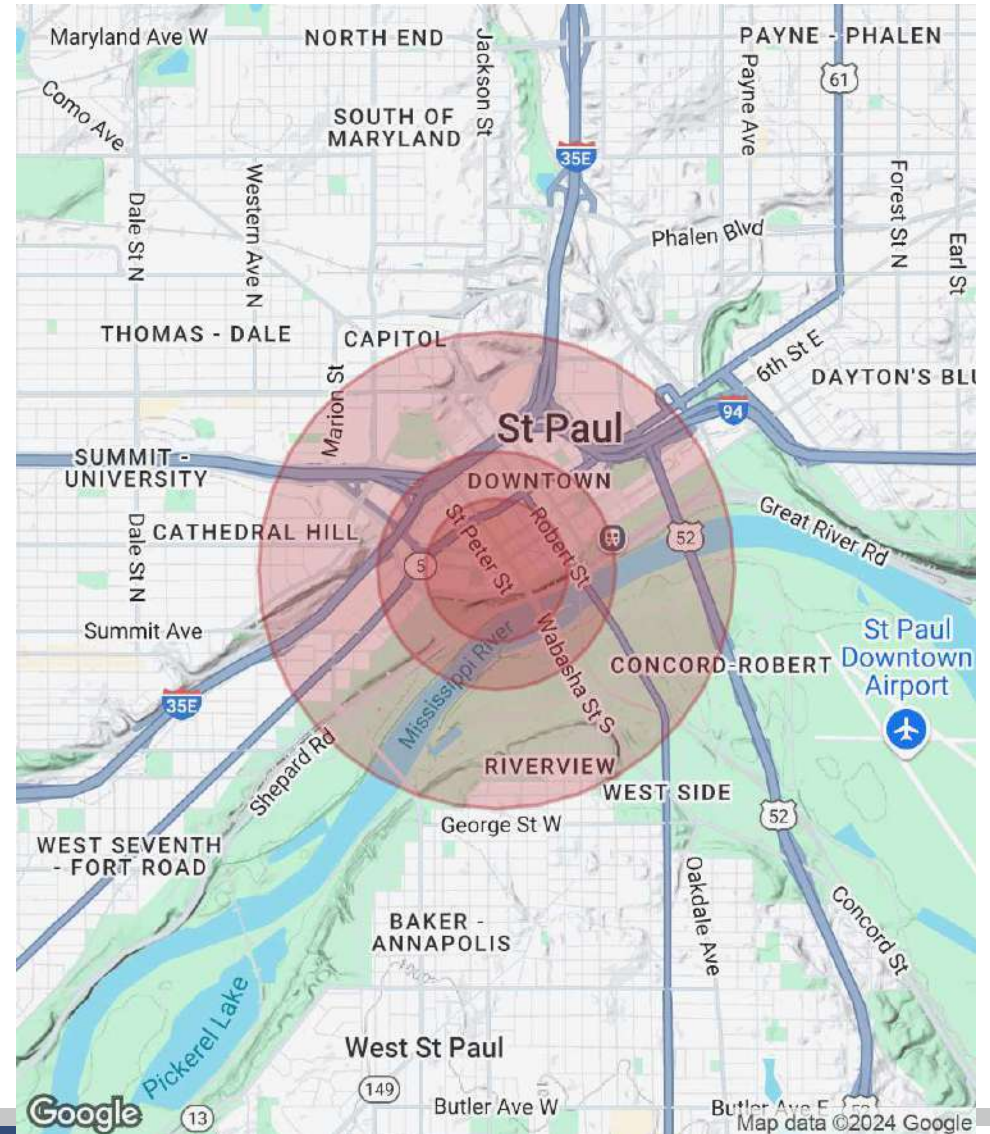 Maryland Ave W
NORTH END
Jackson St
PAYNE - PHALEN
61
Como Ave
SOUTH OF
MARYLAND
Payne Ave
35E
Western Ave N
Dale St N
Forest St N
Phalen Blvd
Earl St
THOMAS - DALE
CAPITOL
6th St E
Marion St
DAYTON'S BLU
St Paul
94
SUMMIT -
UNIVERSITY
DOWNTOWN
St Peter St
Robert St
Great River Rd
Dale St N
CATHEDRAL HILL
52
5
Summit Ave
Mississippi River
Wabasha St S
CONCORD-ROBERT
St Paul
Downtown
Airport
35E
Shepard Rd
RIVERVIEW
WEST SIDE
George St W
52
WEST SEVENTH
- FORT ROAD
Oakdale Ave
Concord St
BAKER -
ANNAPOLIS
Pickerel Lake
West St Paul
149
Butler Ave W
Butler Ave E
Google
13
Map data ©2024 Google